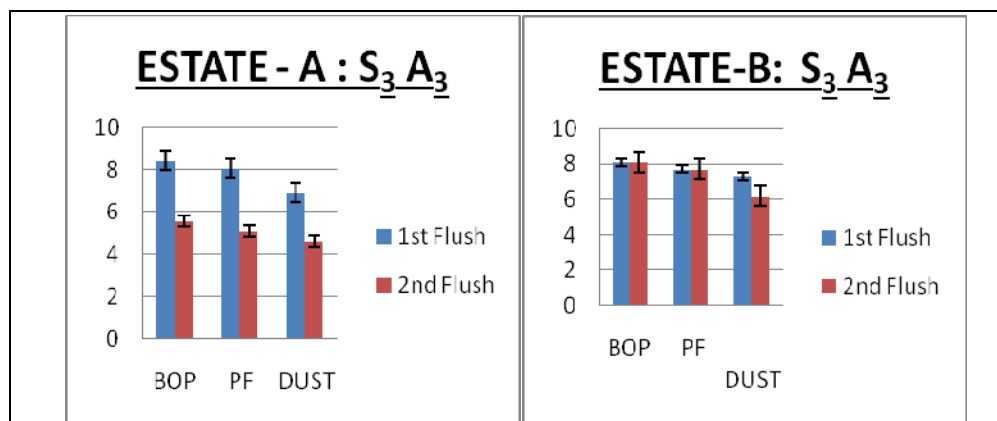 ESTATE - A : S3 A3
10
8
6
4
2
0
BOP PF DUST
1st Flush
2nd Flush
ESTATE-B: S3 A3
10
8
6
4
2
0
BOP PF
DUST
1st Flush
2nd Flush